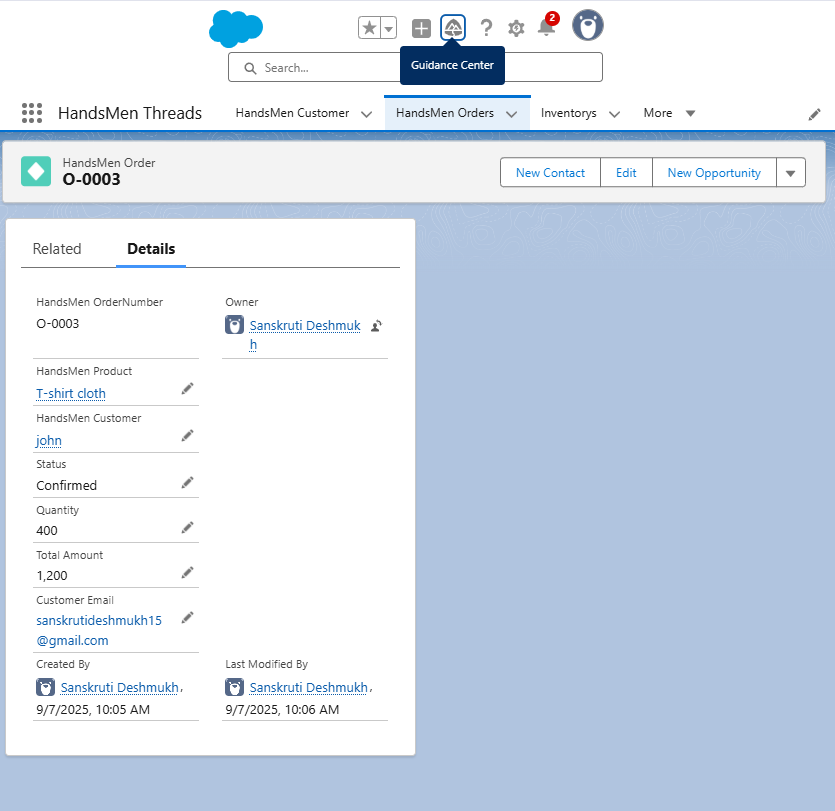 2
Guidance Center
Search...
HandsMen Threads
HandsMen Customer
HandsMen Orders
Inventorys
More
HandsMen Order
O-0003
New Contact
Edit
New Opportunity
Related
Details
HandsMen OrderNumber
O-0003
Owner
Sanskruti Deshmuk
h
HandsMen Product
T-shirt cloth
HandsMen Customer
john
Status
Confirmed
Quantity
400
Total Amount
1,200
Customer Email
sanskrutideshmukh15
@gmail.com
Created By
Sanskruti Deshmukh,
9/7/2025, 10:05 AM
Last Modified By
Sanskruti Deshmukh,
9/7/2025, 10:06 AM